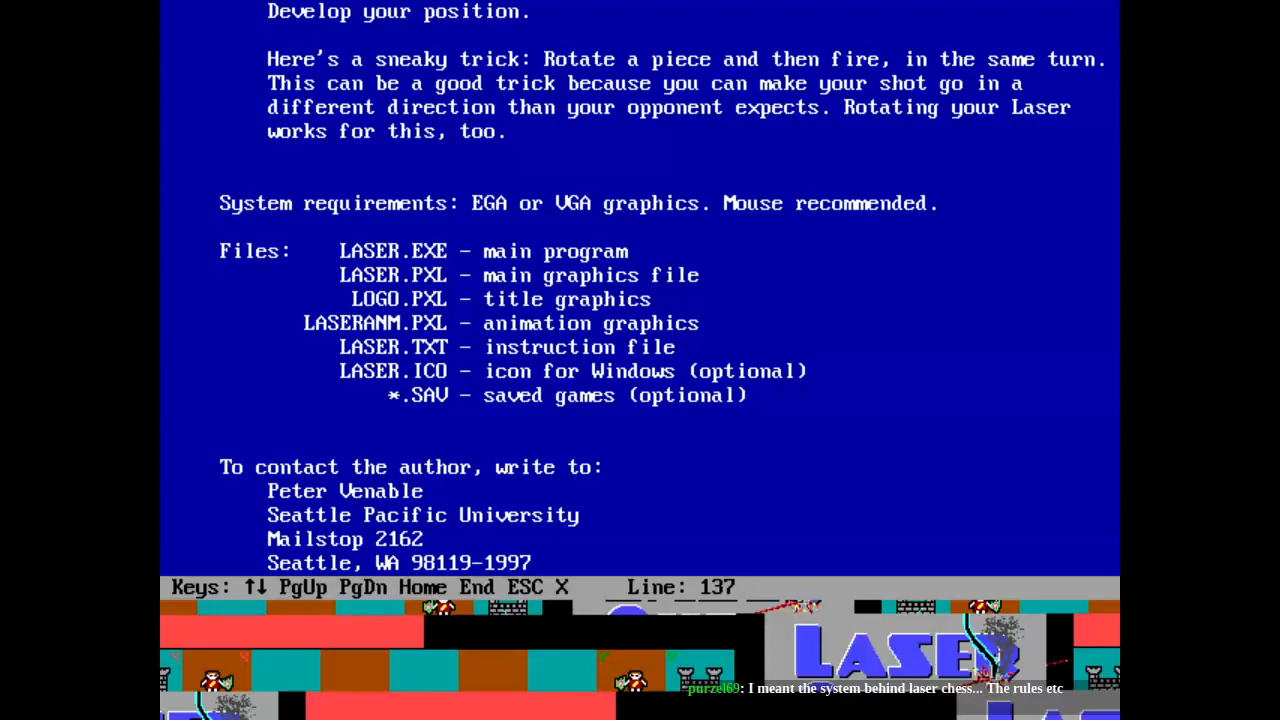 Develop your position.
Here's a sneaky trick: Rotate a piece and then fire, in the same turn.
This can be a good trick because you can make your shot go in a
different direction than your opponent expects. Rotating your Laser
works for this, too.
System requirements: EGA or VGA graphics. Mouse recommended.
Files: LASER.EXE - main program
LASER.PXL - main graphics file
LOGO.PXL - title graphics
LASERANM.PXL - animation graphics
LASER.TXT - instruction file
LASER.ICO - icon for Windows (optional)
*.SAV - saved games (optional)
To contact the author, write to:
Peter Venable
Seattle Pacific University
Mailstop 2162
Seattle, WA 98119-1997
Keys: ↑↓ PgUp PgDn Home End ESC X Line: 137
LASER
purzel69: I meant the system behind laser chess... The rules etc